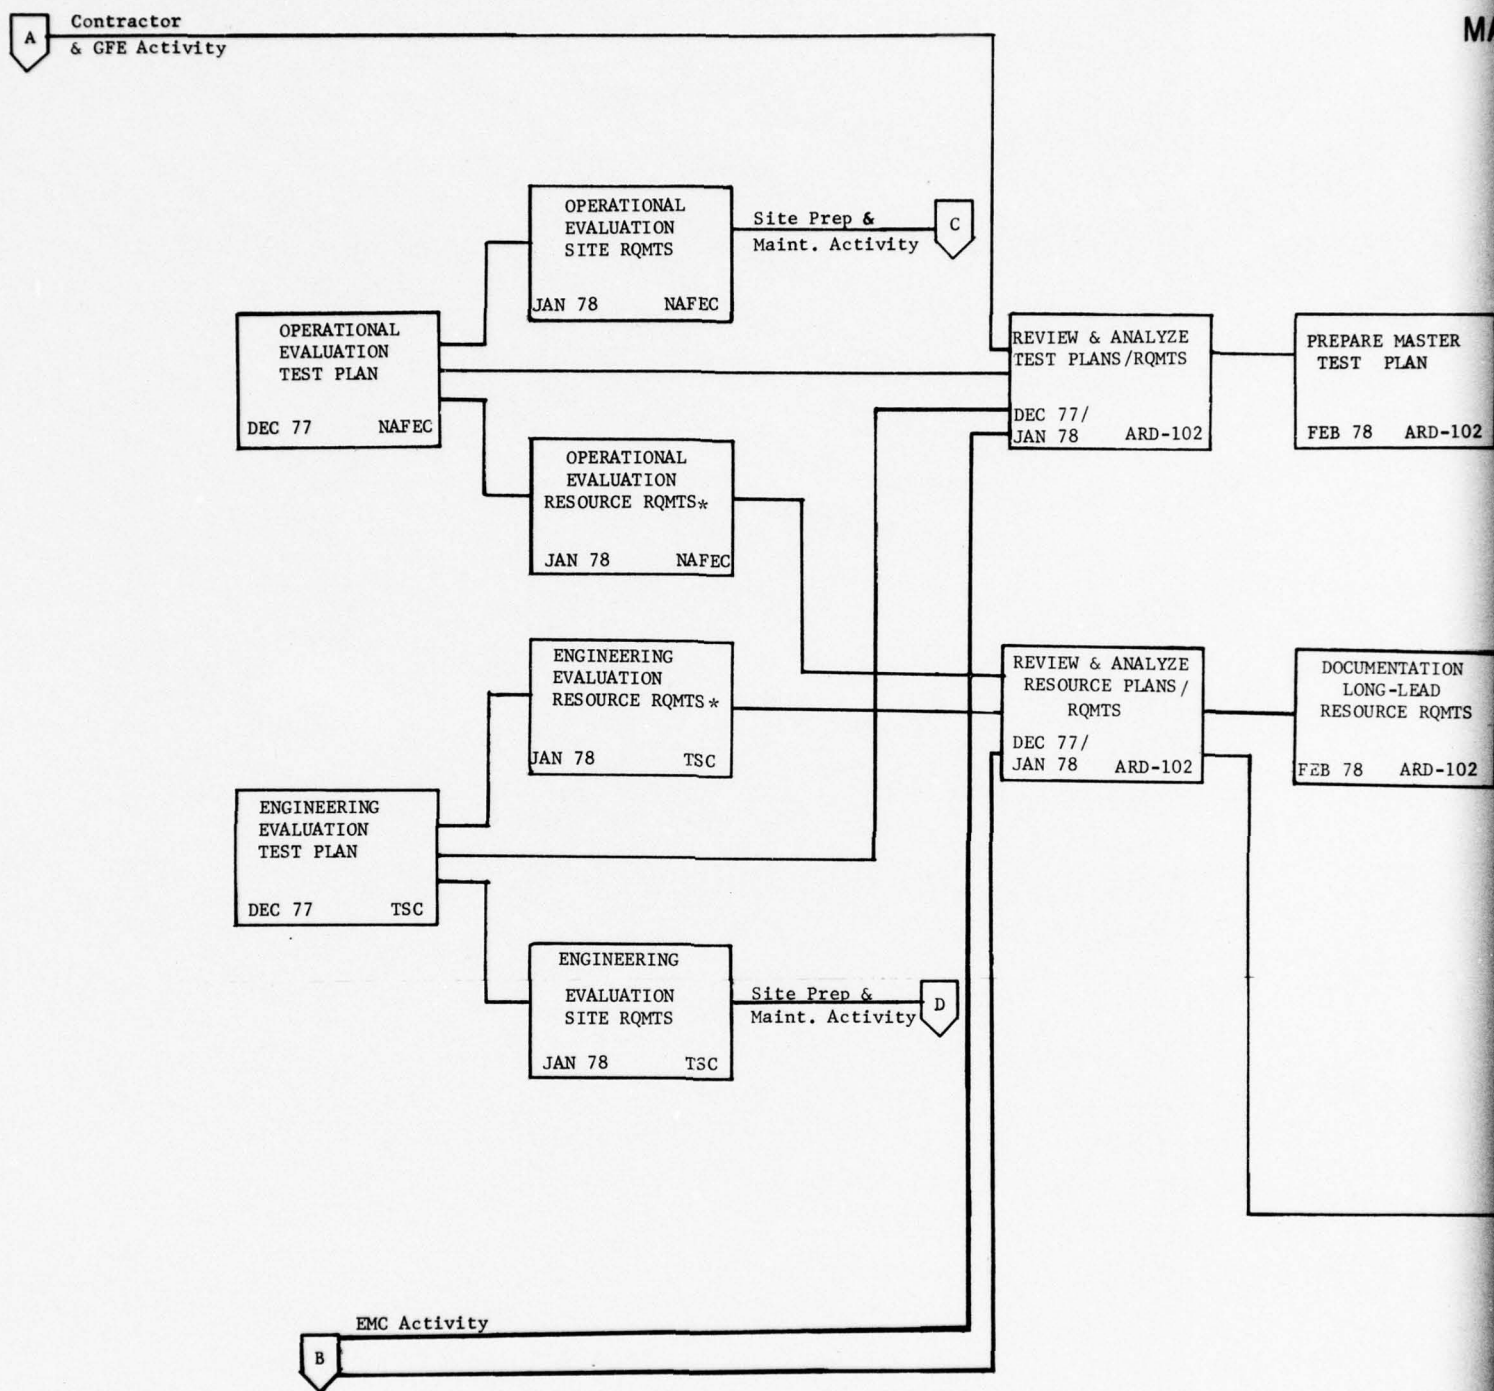 A
Contractor
& GFE Activity
MA
OPERATIONAL
EVALUATION
SITE RQMTS
JAN 78 NAFEC
Site Prep &
Maint. Activity
C
OPERATIONAL
EVALUATION
TEST PLAN
DEC 77 NAFEC
REVIEW & ANALYZE
TEST PLANS/RQMTS
DEC 77/
JAN 78 ARD-102
PREPARE MASTER
TEST PLAN
FEB 78 ARD-102
OPERATIONAL
EVALUATION
RESOURCE RQMTS*
JAN 78 NAFEC
ENGINEERING
EVALUATION
RESOURCE RQMTS*
JAN 78 TSC
REVIEW & ANALYZE
RESOURCE PLANS/
RQMTS
DEC 77/
JAN 78 ARD-102
DOCUMENTATION
LONG-LEAD
RESOURCE RQMTS
FEB 78 ARD-102
ENGINEERING
EVALUATION
TEST PLAN
DEC 77 TSC
ENGINEERING
EVALUATION
SITE RQMTS
JAN 78 TSC
Site Prep &
Maint. Activity
D
EMC Activity
B